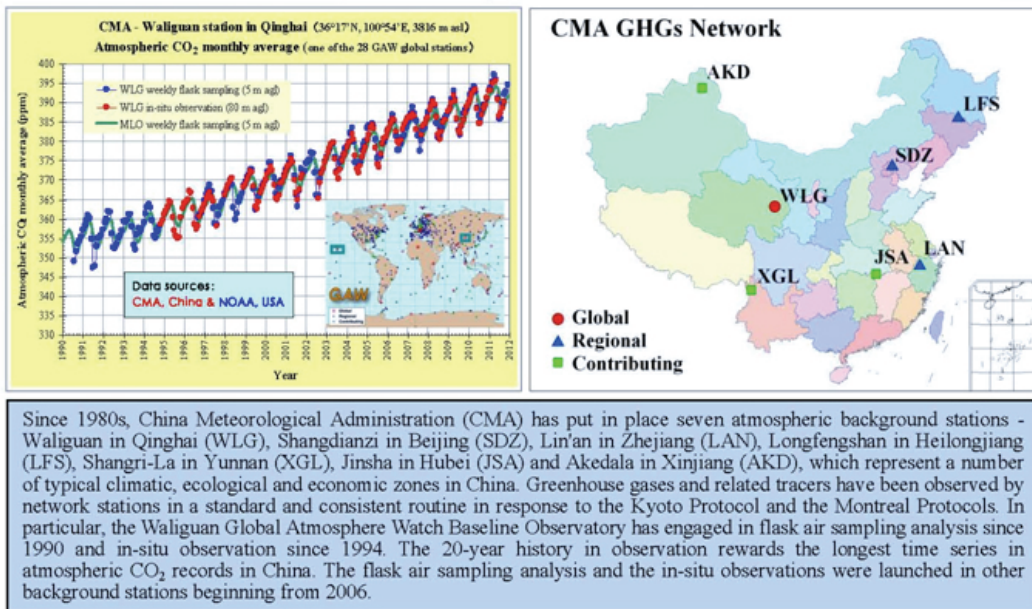 CMA - Waliguan station in Qinghai (36°17'N, 100°54'E, 3816 m asl)
Atmospheric CO2 monthly average (one of the 28 GAW global stations)
Atmospheric CO2 monthly average (ppm)
400
395
390
385
380
375
370
365
360
355
350
345
340
335
330
WLG weekly flask sampling (5 m agl)
WLG in-situ observation (80 m agl)
MLO weekly flask sampling (5 m agl)
Data sources:
CMA, China & NOAA, USA
GAW
Global
Regional
Contributing
1990 1991 1992 1993 1994 1995 1996 1997 1998 1999 2000 2001 2002 2003 2004 2005 2006 2007 2008 2009 2010 2011 2012
Year
CMA GHGs Network
AKD
LFS
SDZ
WLG
LAN
JSA
XGL
Global
Regional
Contributing
Since 1980s, China Meteorological Administration (CMA) has put in place seven atmospheric background stations -
Waliguan in Qinghai (WLG), Shangdianzi in Beijing (SDZ), Lin'an in Zhejiang (LAN), Longfengshan in Heilongjiang
(LFS), Shangri-La in Yunnan (XGL), Jinsha in Hubei (JSA) and Akedala in Xinjiang (AKD), which represent a number
of typical climatic, ecological and economic zones in China. Greenhouse gases and related tracers have been observed by
network stations in a standard and consistent routine in response to the Kyoto Protocol and the Montreal Protocols. In
particular, the Waliguan Global Atmosphere Watch Baseline Observatory has engaged in flask air sampling analysis since
1990 and in-situ observation since 1994. The 20-year history in observation rewards the longest time series in
atmospheric CO₂ records in China. The flask air sampling analysis and the in-situ observations were launched in other
background stations beginning from 2006.